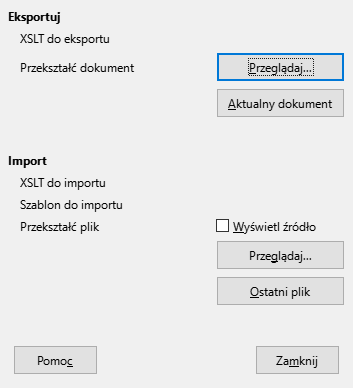 Eksportuj
XSLT do eksportu
Przekształć dokument
Przeglądaj...
Aktualny dokument
Import
XSLT do importu
Szablon do importu
Przekształć plik
Wyświetl źródło
Przeglądaj...
Ostatni plik
Pomoc
Zamknij